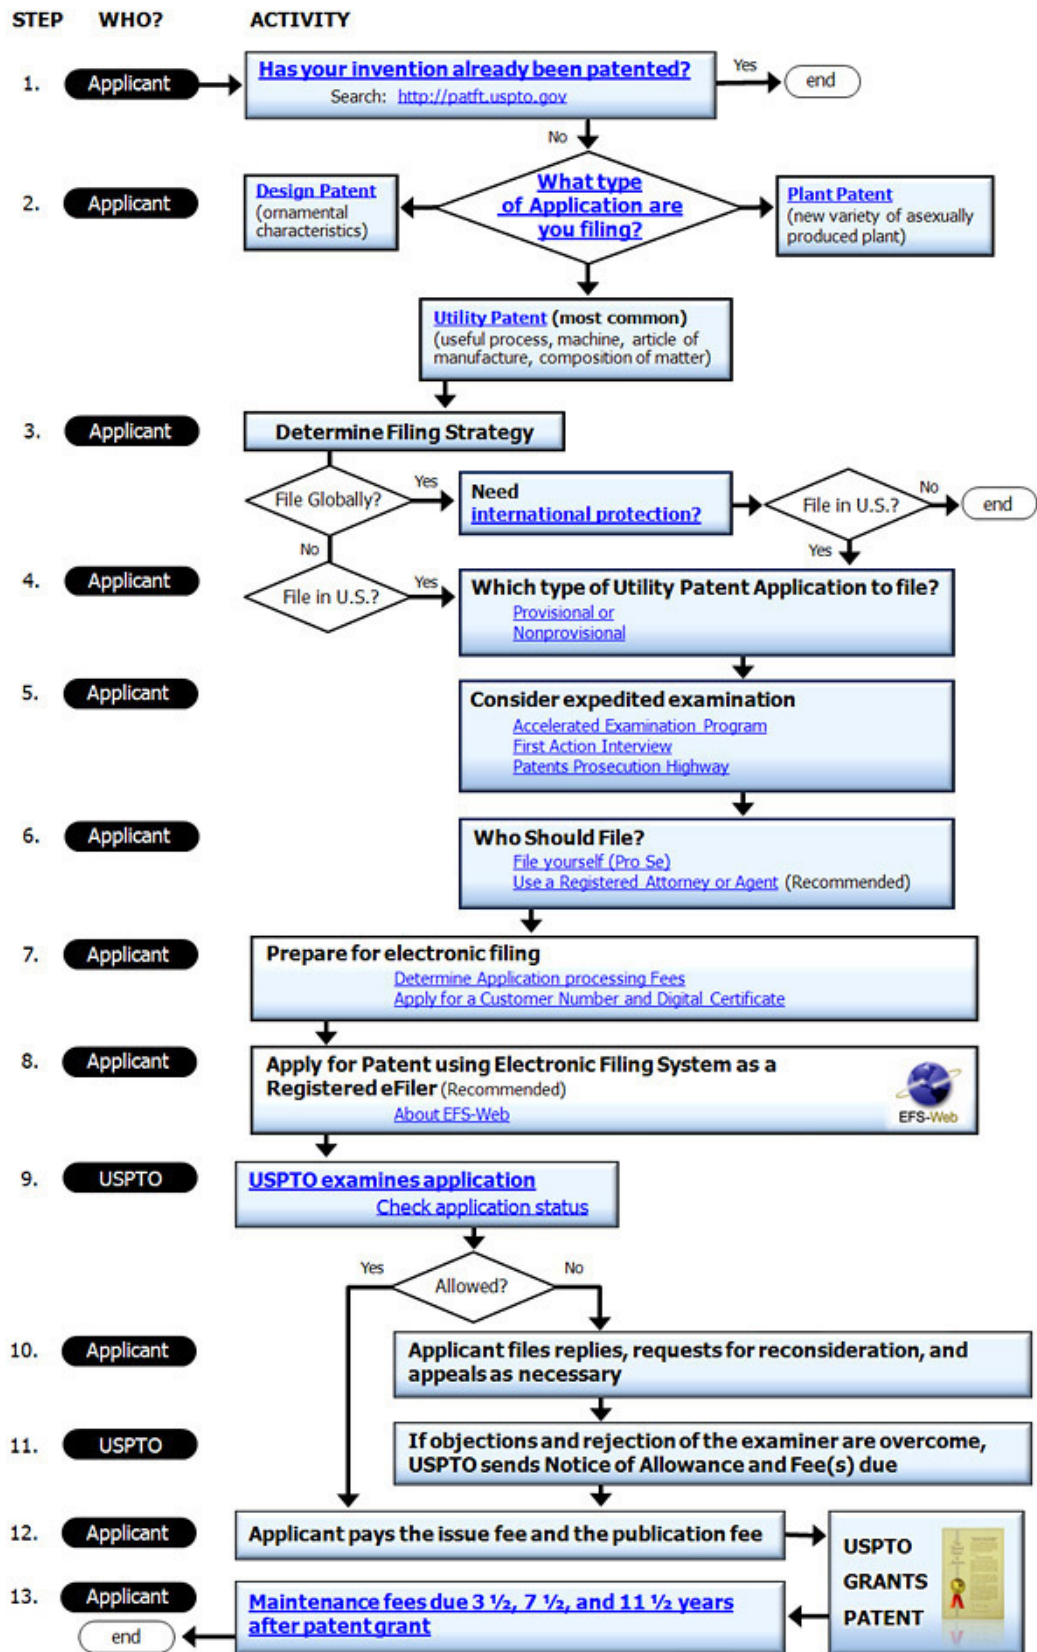 STEP WHO? ACTIVITY
1. Applicant
Has your invention already been patented?
Search: http://patft.uspto.gov
Yes
end
No
2. Applicant
Design Patent
(ornamental
characteristics)
What type
of Application are
you filing?
Plant Patent
(new variety of asexually
produced plant)
Utility Patent (most common)
(useful process, machine, article of
manufacture, composition of matter)
3. Applicant
Determine Filing Strategy
File Globally?
Yes
Need
international protection?
File in U.S.?
No
end
No
Yes
4. Applicant
File in U.S.?
Yes
Which type of Utility Patent Application to file?
Provisional or
Nonprovisional
5. Applicant
Consider expedited examination
Accelerated Examination Program
First Action Interview
Patents Prosecution Highway
6. Applicant
Who Should File?
File yourself (Pro Se)
Use a Registered Attorney or Agent (Recommended)
7. Applicant
Prepare for electronic filing
Determine Application processing Fees
Apply for a Customer Number and Digital Certificate
8. Applicant
Apply for Patent using Electronic Filing System as a
Registered eFiler (Recommended)
About EFS-Web
EFS-Web
9. USPTO
USPTO examines application
Check application status
Yes
Allowed?
No
10. Applicant
Applicant files replies, requests for reconsideration, and
appeals as necessary
11. USPTO
If objections and rejection of the examiner are overcome,
USPTO sends Notice of Allowance and Fee(s) due
12. Applicant
Applicant pays the issue fee and the publication fee
USPTO
GRANTS
PATENT
13. Applicant
Maintenance fees due 3 ½, 7 ½, and 11 ½ years
after patent grant
end